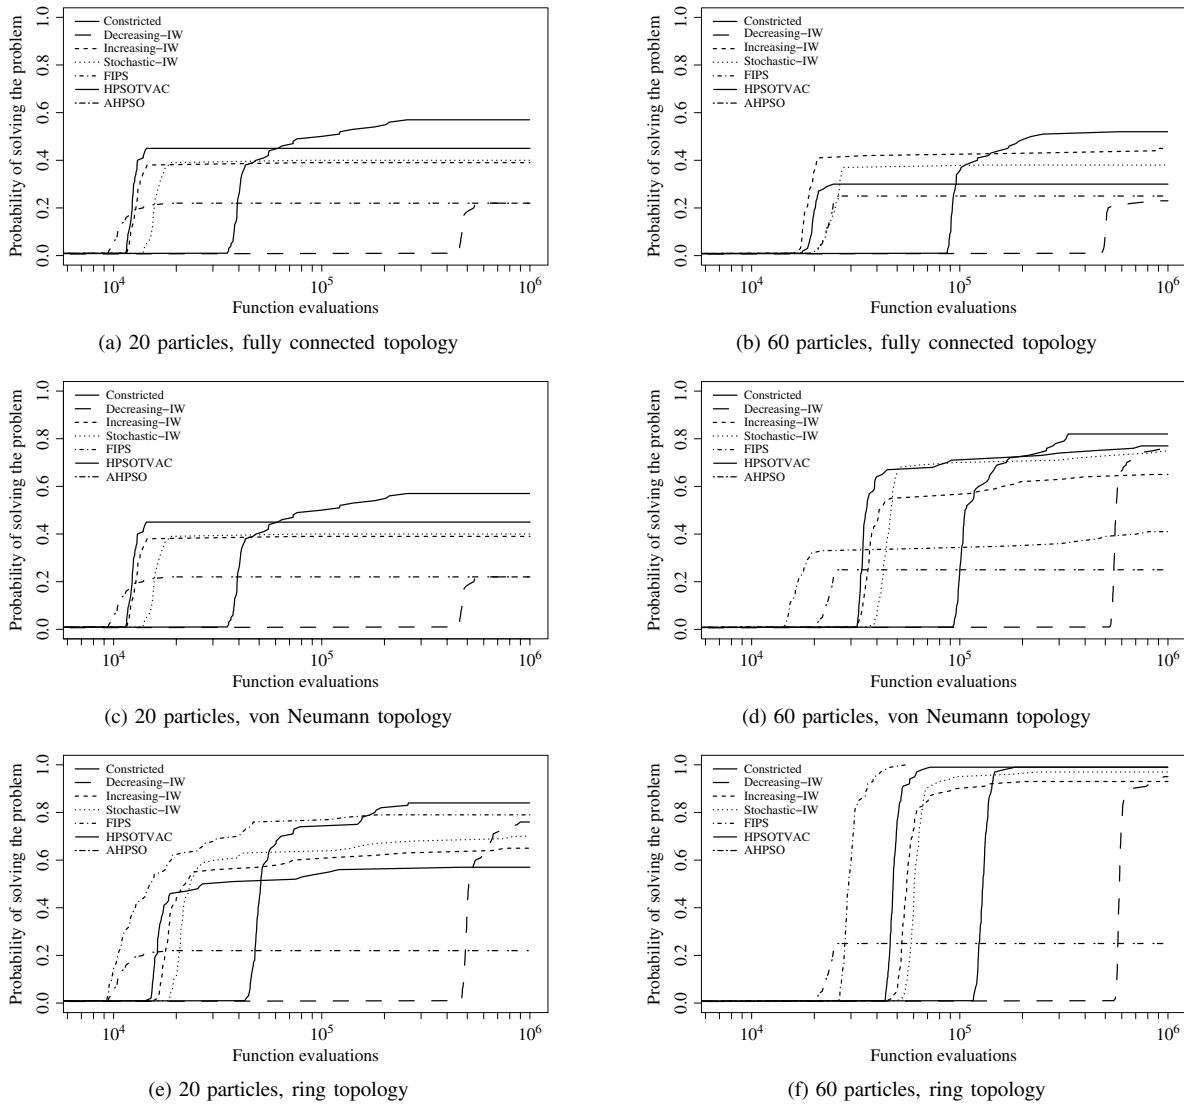 Probability of solving the problem
0.0 0.2 0.4 0.6 0.8 1.0
Constricted
Decreasing−IW
Increasing−IW
Stochastic−IW
FIPS
HPSOTVAC
AHPSO
10^4 10^5 10^6
Function evaluations
(a) 20 particles, fully connected topology
Probability of solving the problem
0.0 0.2 0.4 0.6 0.8 1.0
Constricted
Decreasing−IW
Increasing−IW
Stochastic−IW
FIPS
HPSOTVAC
AHPSO
10^4 10^5 10^6
Function evaluations
(b) 60 particles, fully connected topology
Probability of solving the problem
0.0 0.2 0.4 0.6 0.8 1.0
Constricted
Decreasing−IW
Increasing−IW
Stochastic−IW
FIPS
HPSOTVAC
AHPSO
10^4 10^5 10^6
Function evaluations
(c) 20 particles, von Neumann topology
Probability of solving the problem
0.0 0.2 0.4 0.6 0.8 1.0
Constricted
Decreasing−IW
Increasing−IW
Stochastic−IW
FIPS
HPSOTVAC
AHPSO
10^4 10^5 10^6
Function evaluations
(d) 60 particles, von Neumann topology
Probability of solving the problem
0.0 0.2 0.4 0.6 0.8 1.0
Constricted
Decreasing−IW
Increasing−IW
Stochastic−IW
FIPS
HPSOTVAC
AHPSO
10^4 10^5 10^6
Function evaluations
(e) 20 particles, ring topology
Probability of solving the problem
0.0 0.2 0.4 0.6 0.8 1.0
Constricted
Decreasing−IW
Increasing−IW
Stochastic−IW
FIPS
HPSOTVAC
AHPSO
10^4 10^5 10^6
Function evaluations
(f) 60 particles, ring topology